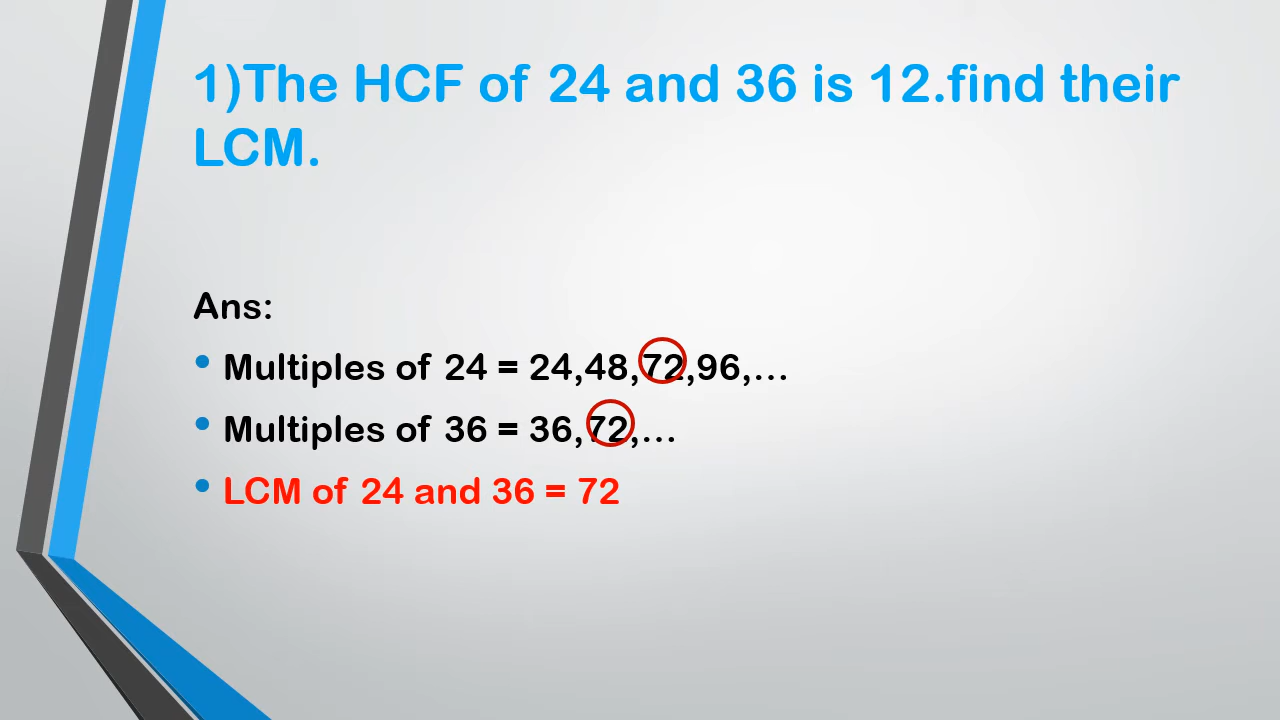 1)The HCF of 24 and 36 is 12.find their
LCM.
Ans:
• Multiples of 24 = 24,48,72,96,...
• Multiples of 36 = 36,72,...
• LCM of 24 and 36 = 72